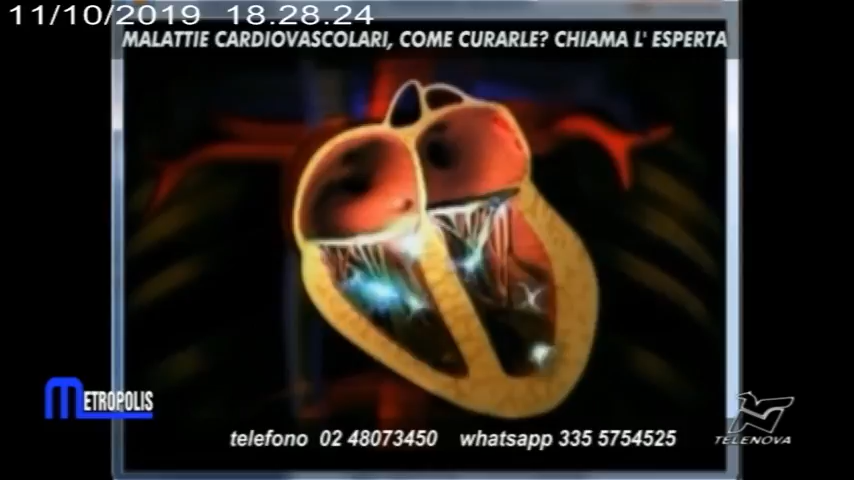 11/10/2019 18.28.24
MALATTIE CARDIOVASCOLARI, COME CURARLE? CHIAMA L' ESPERTA
METROPOLIS
telefono 02 48073450 whatsapp 335 5754525
TELENOVA